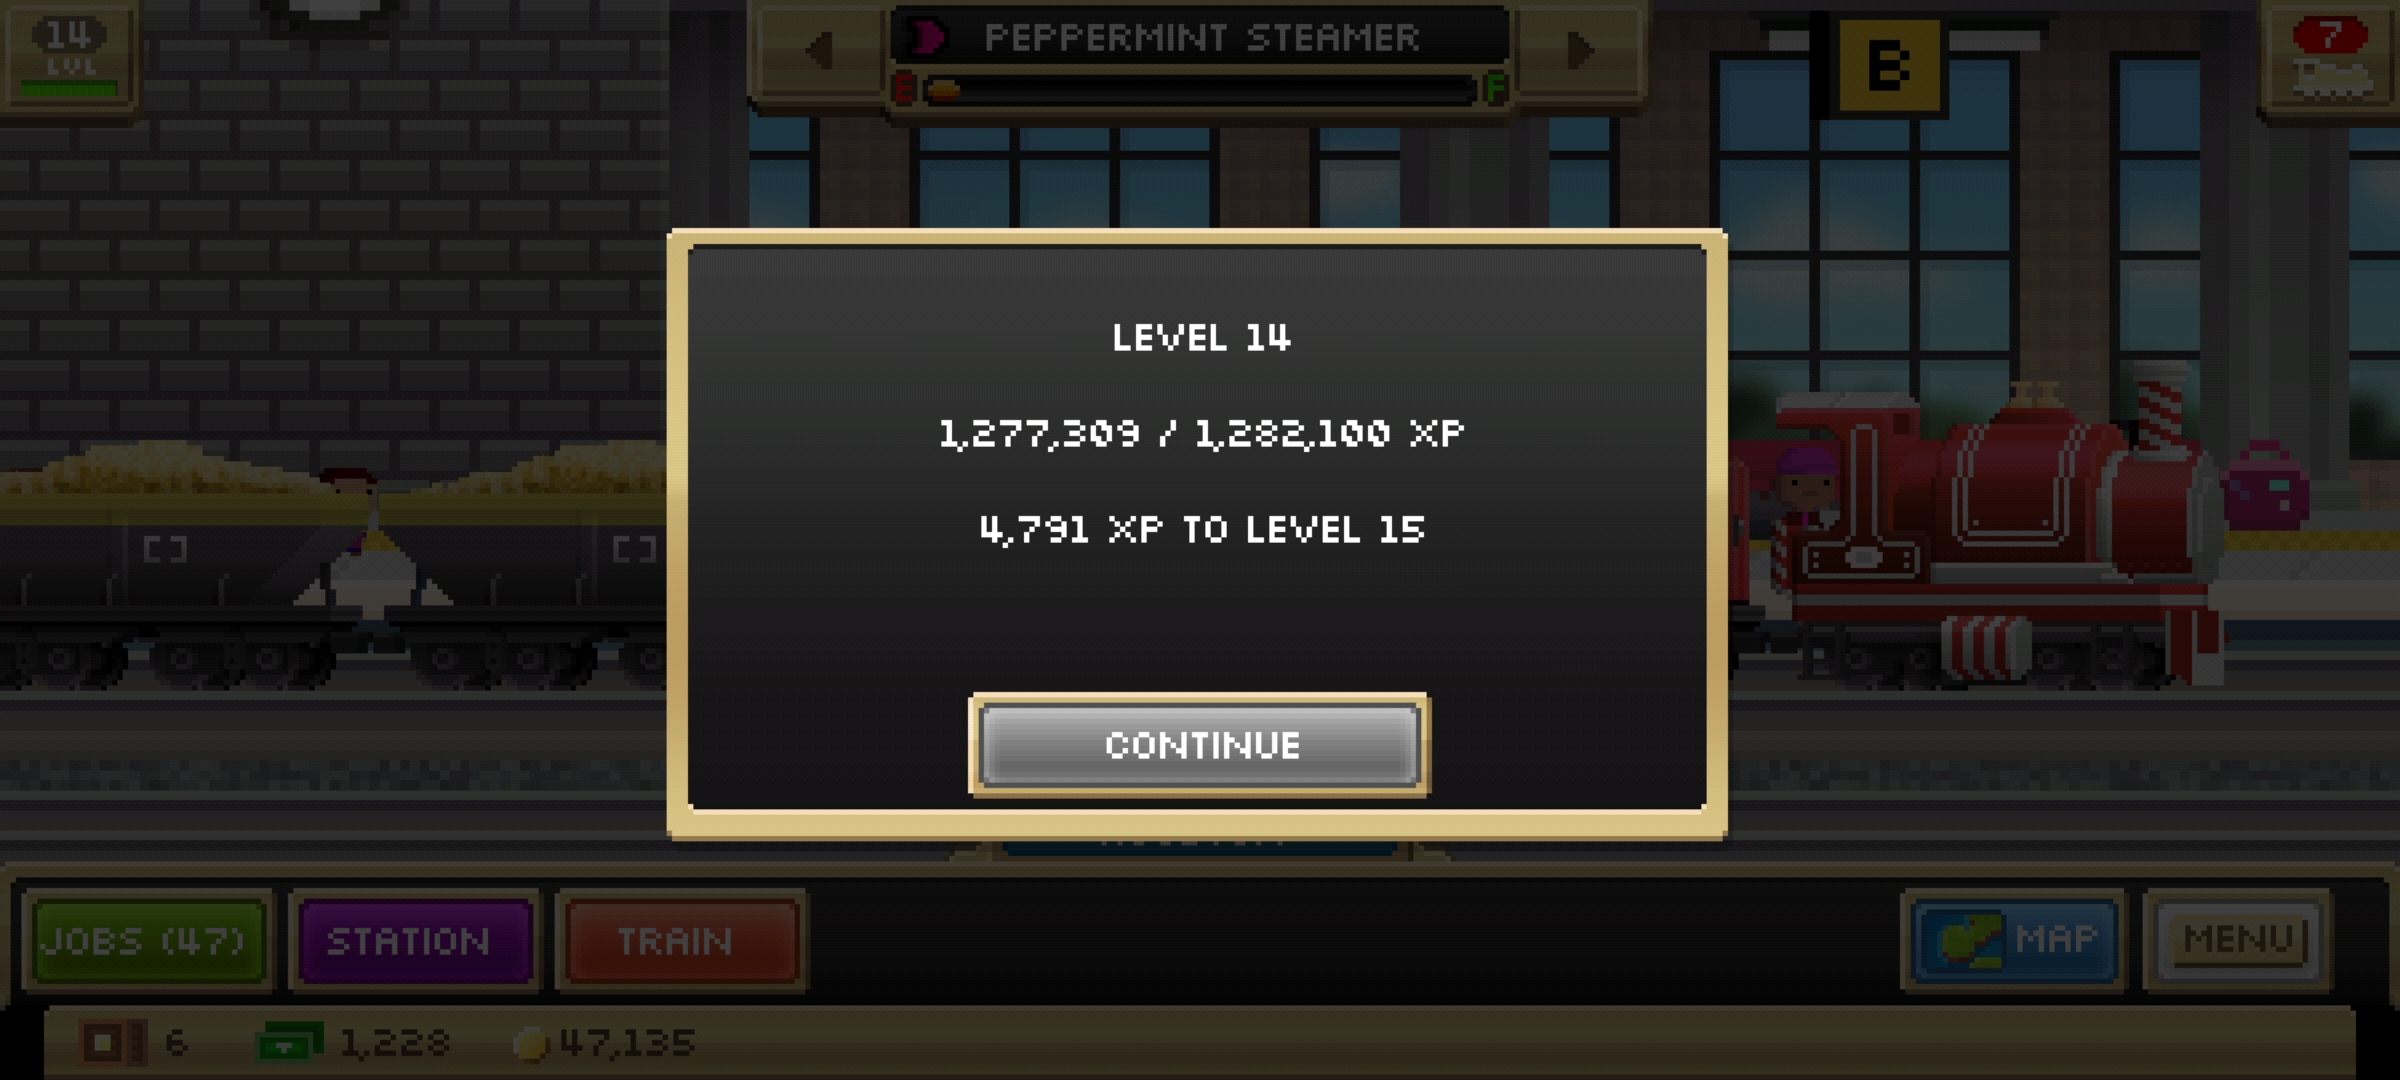 14
LVL
PEPPERMINT STEAMER
E
F
B
7
LEVEL 14
1,277,309 / 1,282,100 XP
4,791 XP TO LEVEL 15
CONTINUE
JOBS (47)
STATION
TRAIN
MAP
MENU
6
1,228
47,135